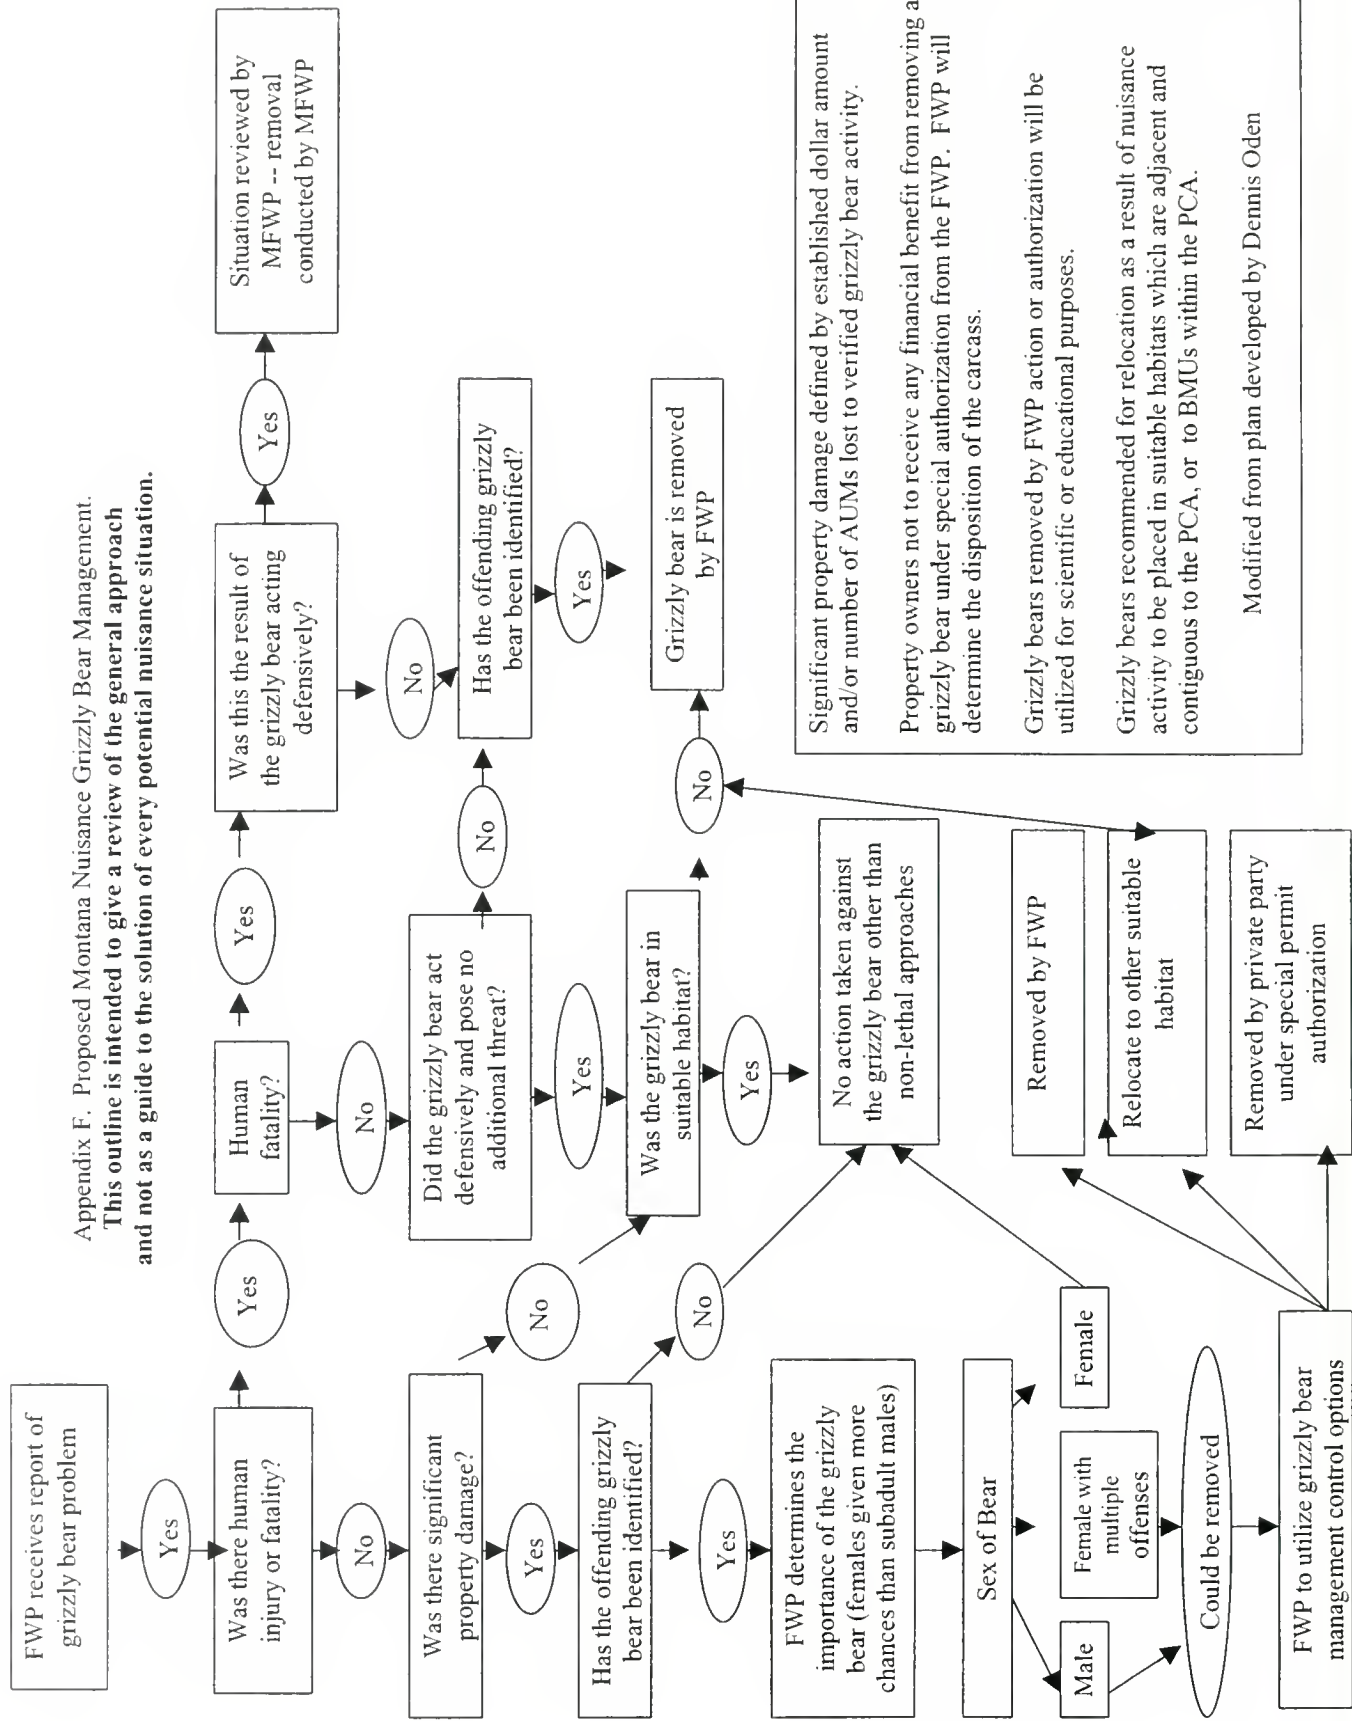 Appendix F. Proposed Montana Nuisance Grizzly Bear Management.
This outline is intended to give a review of the general approach
and not as a guide to the solution of every potential nuisance situation.
FWP receives report of
grizzly bear problem
Yes
Was there human
injury or fatality?
Yes
Human
fatality?
Yes
Was this the result of
the grizzly bear acting
defensively?
Yes
Situation reviewed by
MFWP -- removal
conducted by MFWP
No
No
No
Was there significant
property damage?
Did the grizzly bear act
defensively and pose no
additional threat?
No
Has the offending grizzly
bear been identified?
Yes
No
Yes
Yes
Has the offending grizzly
bear been identified?
Was the grizzly bear in
suitable habitat?
No
Grizzly bear is removed
by FWP
Yes
No
Yes
FWP determines the
importance of the grizzly
bear (females given more
chances than subadult males)
No action taken against
the grizzly bear other than
non-lethal approaches
Sex of Bear
Male
Female with
multiple
offenses
Female
Could be removed
FWP to utilize grizzly bear
management control options
Removed by FWP
Relocate to other suitable
habitat
Removed by private party
under special permit
authorization
Significant property damage defined by established dollar amount
and/or number of AUMs lost to verified grizzly bear activity.
Property owners not to receive any financial benefit from removing a
grizzly bear under special authorization from the FWP. FWP will
determine the disposition of the carcass.
Grizzly bears removed by FWP action or authorization will be
utilized for scientific or educational purposes.
Grizzly bears recommended for relocation as a result of nuisance
activity to be placed in suitable habitats which are adjacent and
contiguous to the PCA, or to BMUs within the PCA.
Modified from plan developed by Dennis Oden